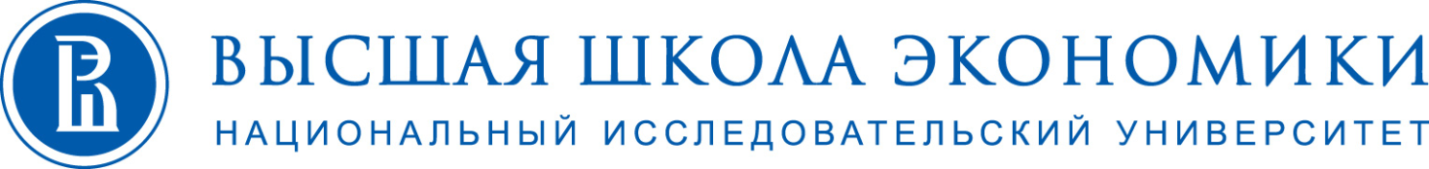 ВЫСШАЯ ШКОЛА ЭКОНОМИКИ
НАЦИОНАЛЬНЫЙ ИССЛЕДОВАТЕЛЬСКИЙ УНИВЕРСИТЕТ